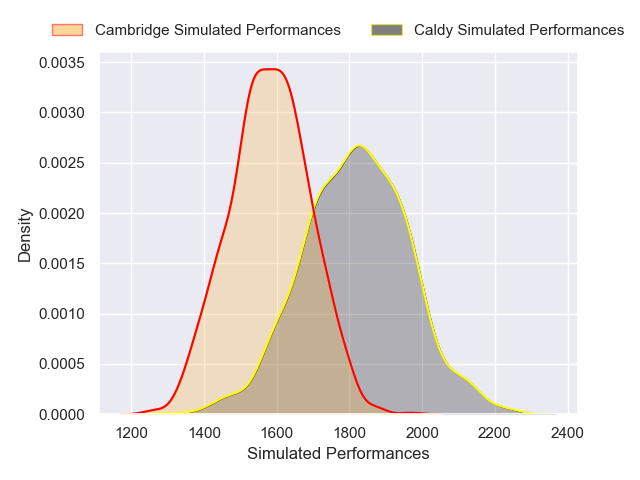 Cambridge Simulated Performances Caldy Simulated Performances
0.0035
0.0030
0.0025
0.0020
0.0015
0.0010
0.0005
0.0000
Density
1200 1400 1600 1800 2000 2200 2400
Simulated Performances